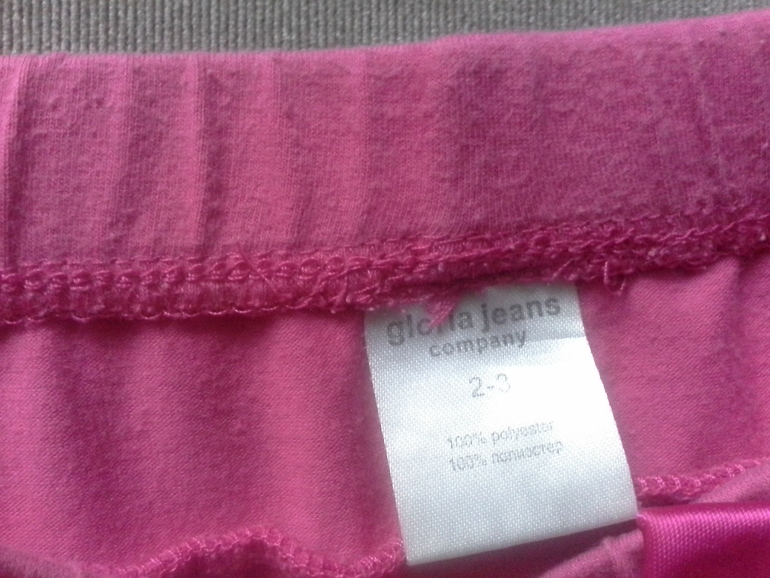 gloria jeans
company
2-3
100% polyester
100% полиэстер